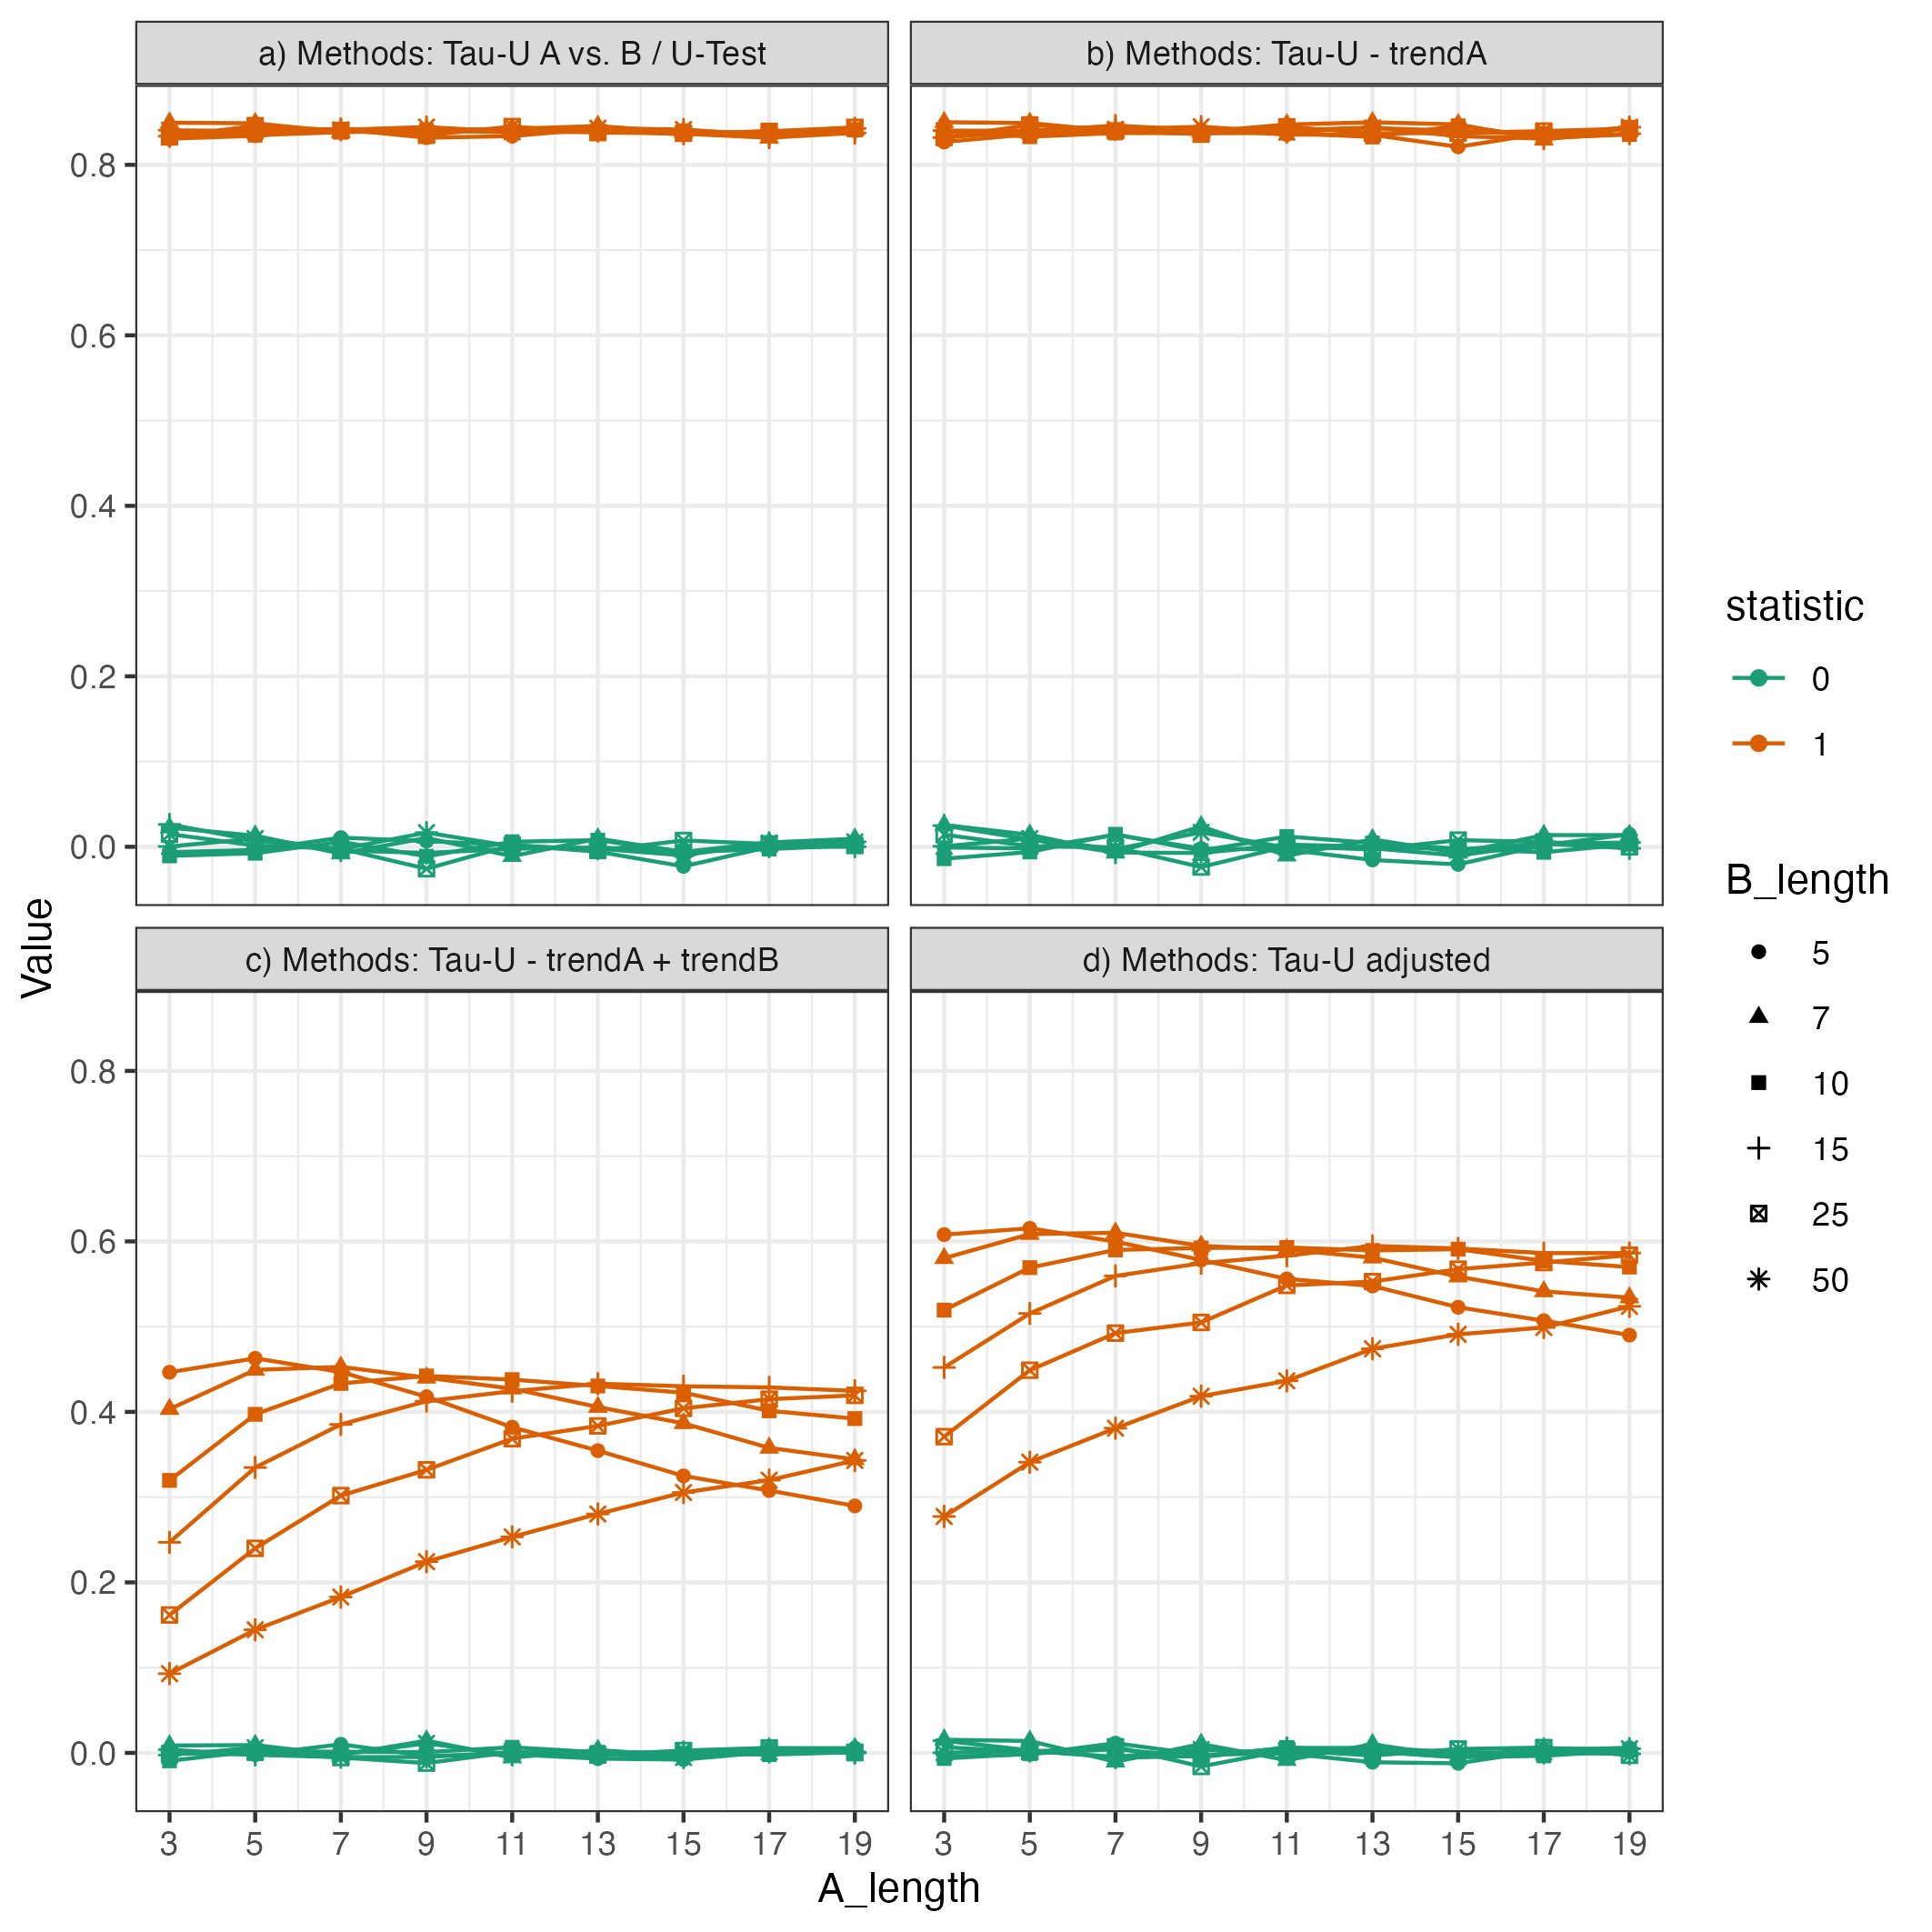 a) Methods: Tau-U A vs. B / U-Test
b) Methods: Tau-U - trendA
0.8
0.6
0.4
0.2
0.0
Value
c) Methods: Tau-U - trendA + trendB
d) Methods: Tau-U adjusted
0.8
0.6
0.4
0.2
0.0
3 5 7 9 11 13 15 17 19
3 5 7 9 11 13 15 17 19
A_length
statistic
0
1
B_length
5
7
10
15
25
50